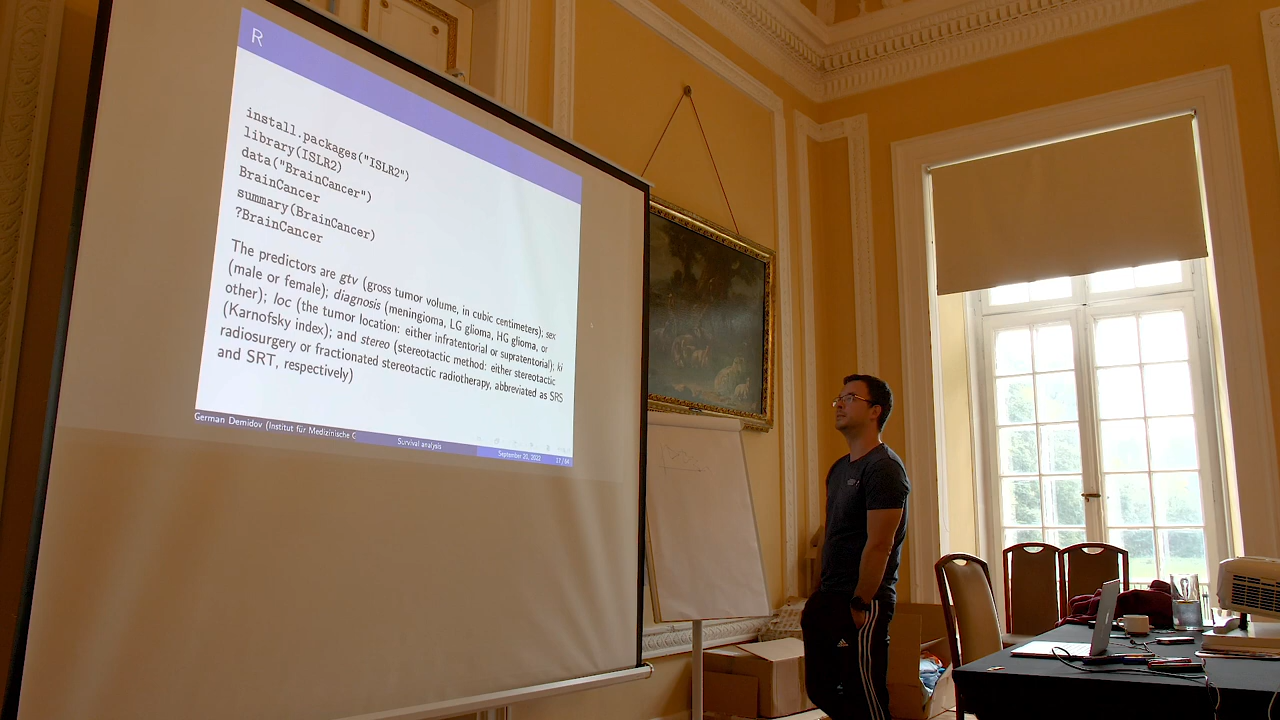 R
install.packages("ISLR2")
library(ISLR2)
data("BrainCancer")
BrainCancer
summary(BrainCancer)
?BrainCancer
The predictors are gtv (gross tumor volume, in cubic centimeters); sex
(male or female); diagnosis (meningioma, LG glioma, HG glioma, or
other); loc (the tumor location: either infratentorial or supratentorial); ki
(Karnofsky index); and stereo (stereotactic method: either stereotactic
radiosurgery or fractionated stereotactic radiotherapy, abbreviated as SRS
and SRT, respectively)
German Demidov (Institut für Medizinische G
Survival analysis
September 20, 2022
17 / 64
adidas